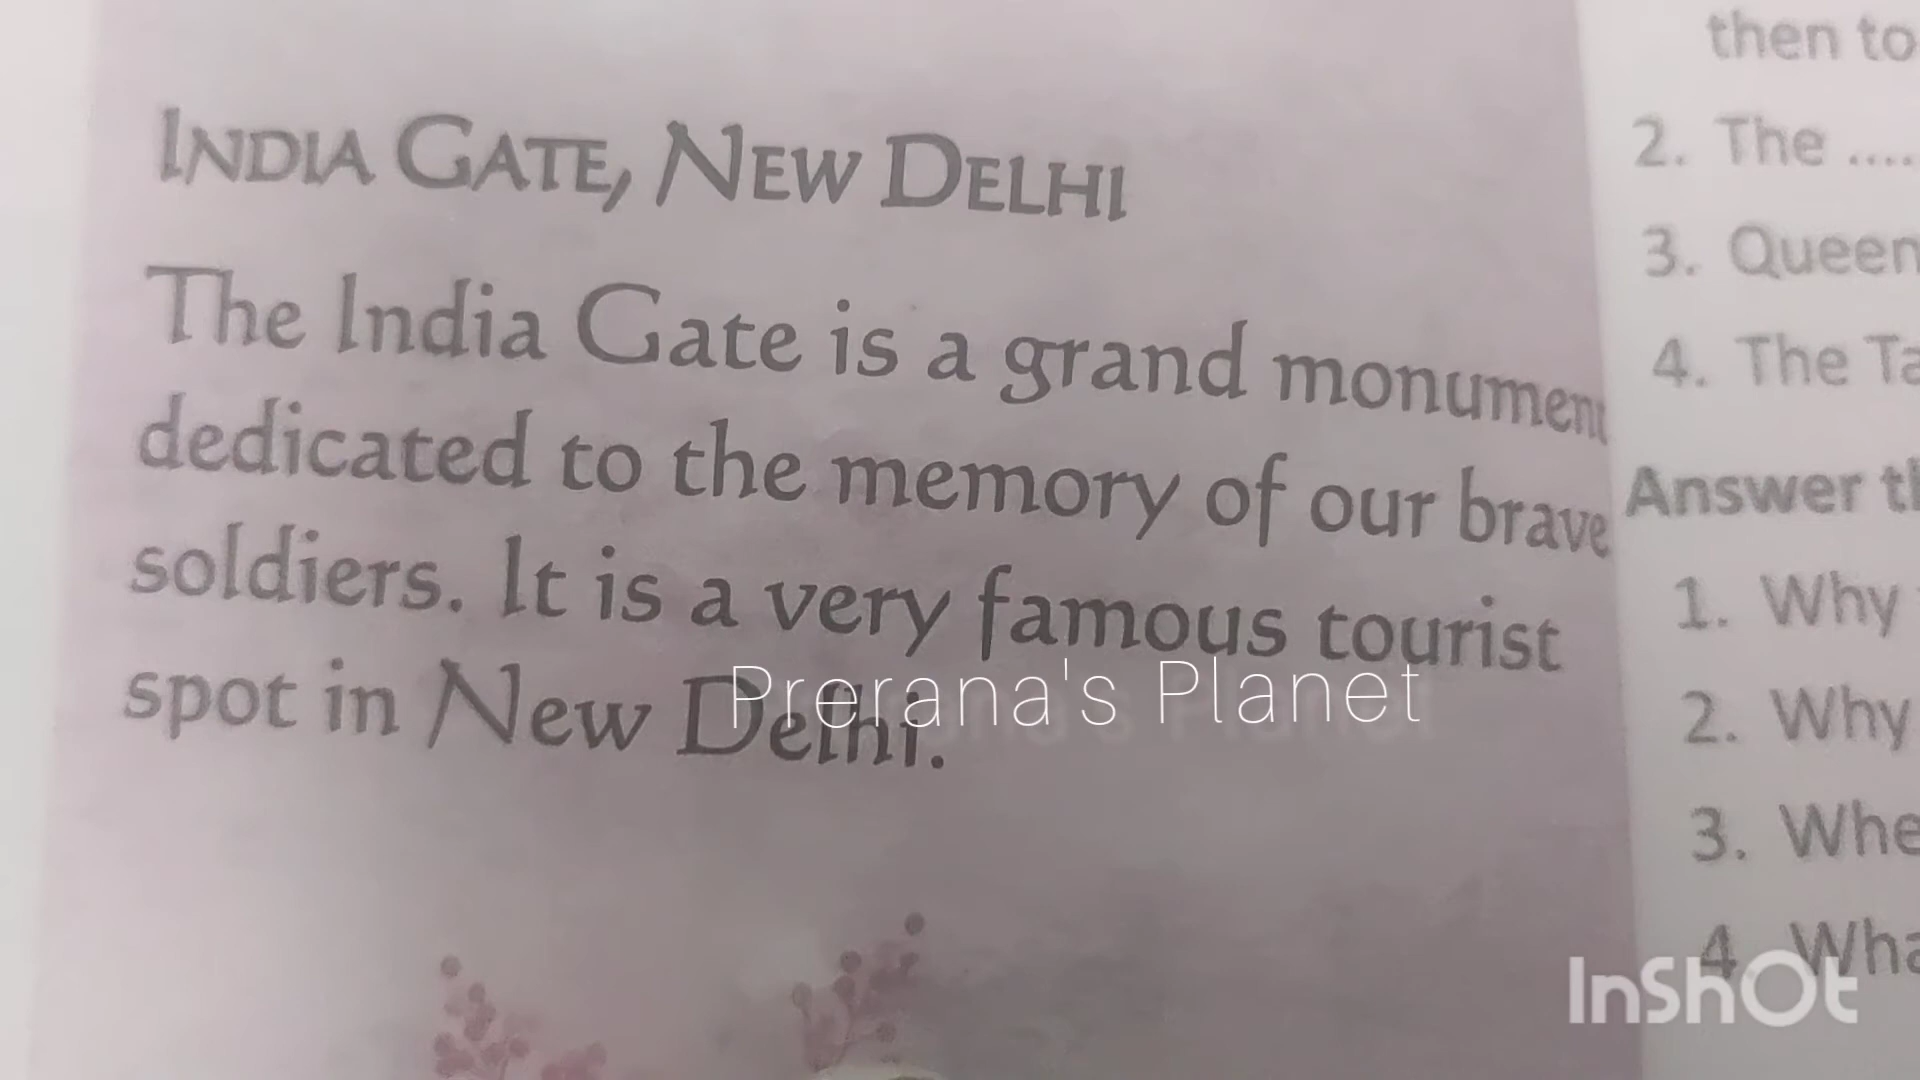 INDIA GATE, NEW DELHI
The India Gate is a grand monument
dedicated to the memory of our brave
soldiers. It is a very famous tourist
spot in New Delhi.
Prerana's Planet
then to
2. The ....
3. Queen
4. The Ta
Answer th
1. Why
2. Why
3. Whe
4. Wha
InShOt